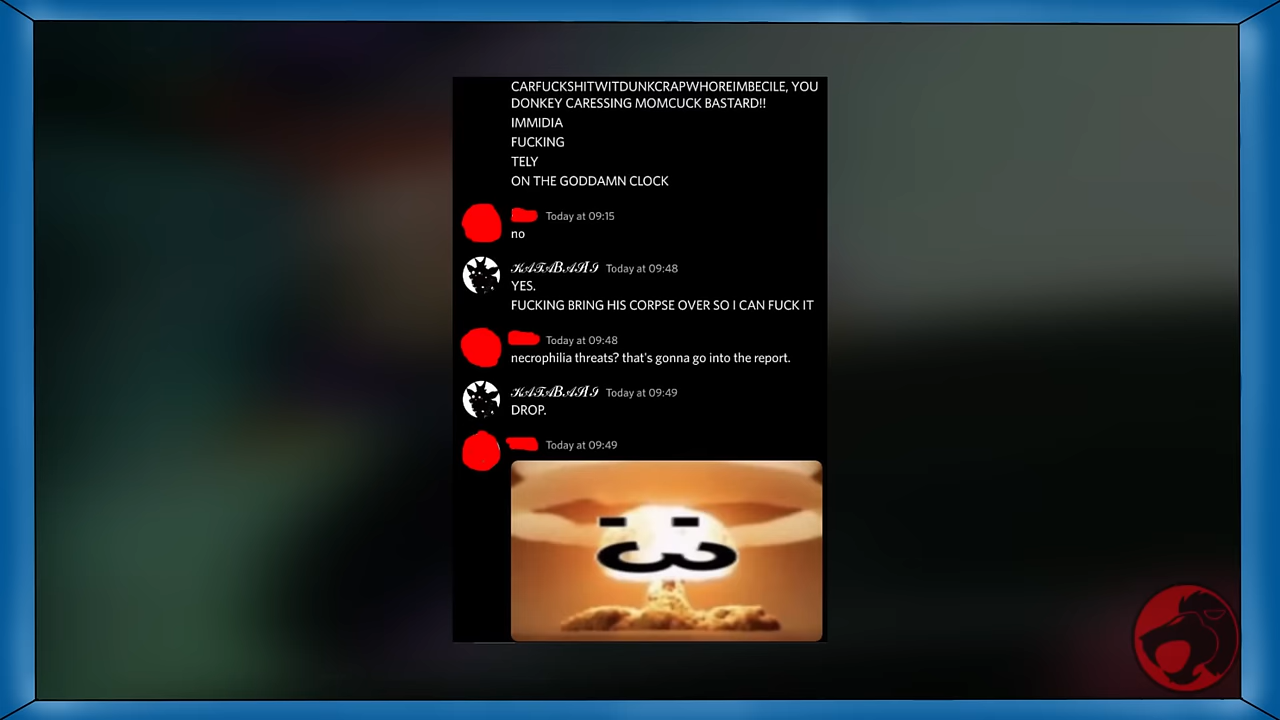 CARFUCKSHITWITDUNKCRAPWHOREIMBECILE, YOU
DONKEY CARESSING MOMCUCK BASTARD!!
IMMIDIA
FUCKING
TELY
ON THE GODDAMN CLOCK
Today at 09:15
no
𝒦𝒜𝒯𝒜𝐵𝒜𝒮𝐼𝒮 Today at 09:48
YES.
FUCKING BRING HIS CORPSE OVER SO I CAN FUCK IT
Today at 09:48
necrophilia threats? that's gonna go into the report.
𝒦𝒜𝒯𝒜𝐵𝒜𝒮𝐼𝒮 Today at 09:49
DROP.
Today at 09:49